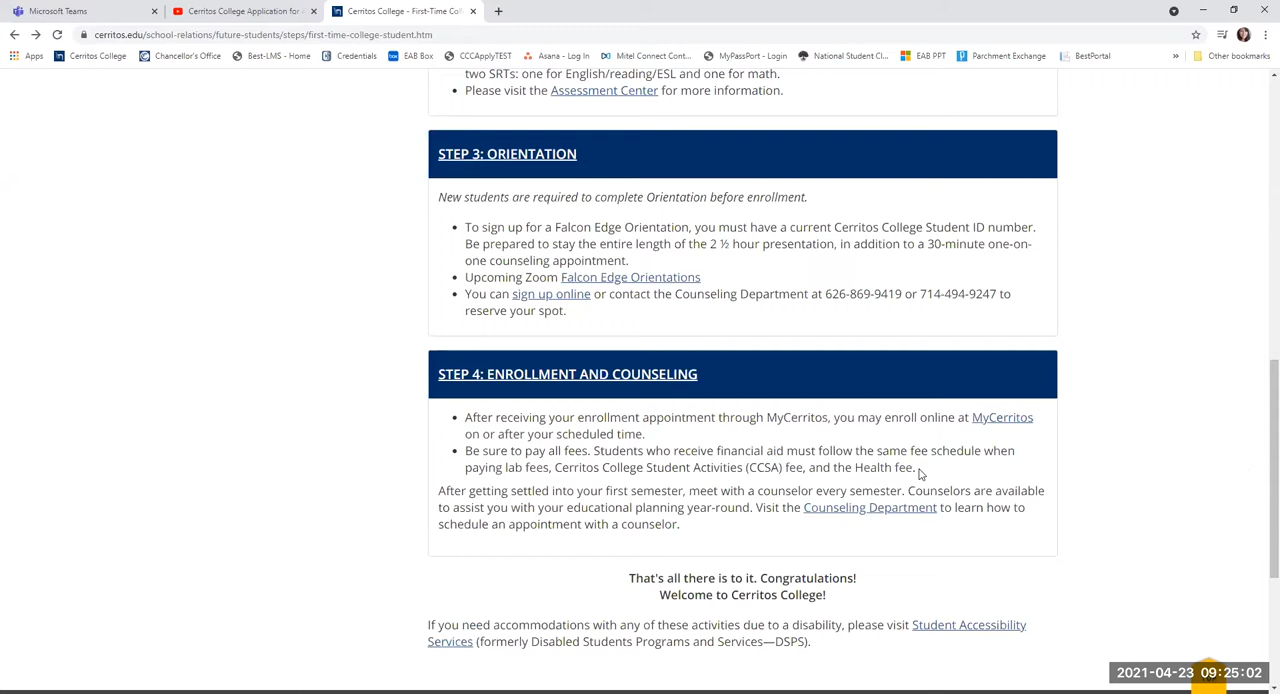 Microsoft Teams
Cerritos College Application for A
Cerritos College - First-Time Coll
cerritos.edu/school-relations/future-students/steps/first-time-college-student.htm
Apps
Cerritos College
Chancellor's Office
Best-LMS - Home
Credentials
EAB Box
CCCApplyTEST
Asana - Log In
Mitel Connect Cont...
MyPassPort - Login
National Student Cl...
EAB PPT
Parchment Exchange
BestPortal
»
Other bookmarks
two SRTs: one for English/reading/ESL and one for math.
• Please visit the Assessment Center for more information.
STEP 3: ORIENTATION
New students are required to complete Orientation before enrollment.
• To sign up for a Falcon Edge Orientation, you must have a current Cerritos College Student ID number.
Be prepared to stay the entire length of the 2 ½ hour presentation, in addition to a 30-minute one-on-
one counseling appointment.
• Upcoming Zoom Falcon Edge Orientations
• You can sign up online or contact the Counseling Department at 626-869-9419 or 714-494-9247 to
reserve your spot.
STEP 4: ENROLLMENT AND COUNSELING
• After receiving your enrollment appointment through MyCerritos, you may enroll online at MyCerritos
on or after your scheduled time.
• Be sure to pay all fees. Students who receive financial aid must follow the same fee schedule when
paying lab fees, Cerritos College Student Activities (CCSA) fee, and the Health fee.
After getting settled into your first semester, meet with a counselor every semester. Counselors are available
to assist you with your educational planning year-round. Visit the Counseling Department to learn how to
schedule an appointment with a counselor.
That's all there is to it. Congratulations!
Welcome to Cerritos College!
If you need accommodations with any of these activities due to a disability, please visit Student Accessibility
Services (formerly Disabled Students Programs and Services—DSPS).
2021-04-23 09:25:02